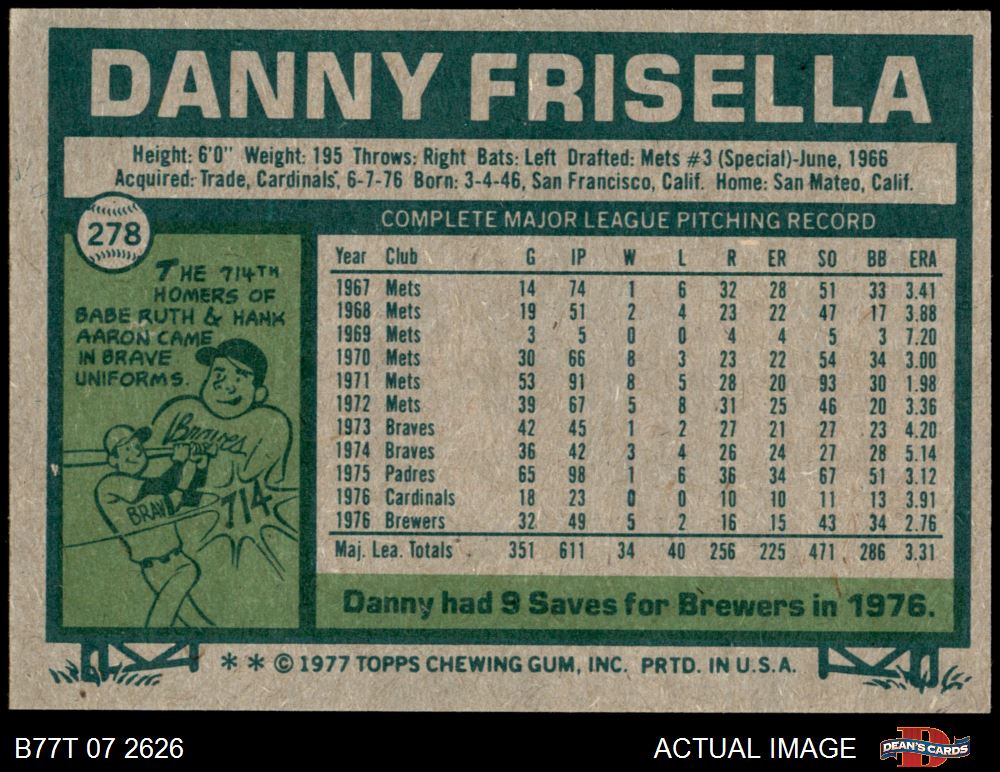 DANNY FRISELLA
Height: 6'0" Weight: 195 Throws: Right Bats: Left Drafted: Mets #3 (Special)-June, 1966
Acquired: Trade, Cardinals, 6-7-76 Born: 3-4-46, San Francisco, Calif. Home: San Mateo, Calif.
278
THE 714TH
HOMERS OF
BABE RUTH & HANK
AARON CAME
IN BRAVE
UNIFORMS.
Braves
BRAV
714
COMPLETE MAJOR LEAGUE PITCHING RECORD
Year Club G IP W L R ER SO BB ERA
1967 Mets 14 74 1 6 32 28 51 33 3.41
1968 Mets 19 51 2 4 23 22 47 17 3.88
1969 Mets 3 5 0 0 4 4 5 3 7.20
1970 Mets 30 66 8 3 23 22 54 34 3.00
1971 Mets 53 91 8 5 28 20 93 30 1.98
1972 Mets 39 67 5 8 31 25 46 20 3.36
1973 Braves 42 45 1 2 27 21 27 23 4.20
1974 Braves 36 42 3 4 26 24 27 28 5.14
1975 Padres 65 98 1 6 36 34 67 51 3.12
1976 Cardinals 18 23 0 0 10 10 11 13 3.91
1976 Brewers 32 49 5 2 16 15 43 34 2.76
Maj. Lea. Totals 351 611 34 40 256 225 471 286 3.31
Danny had 9 Saves for Brewers in 1976.
* * © 1977 TOPPS CHEWING GUM, INC. PRTD. IN U.S.A.
B77T 07 2626
ACTUAL IMAGE
D
DEAN'S CARDS